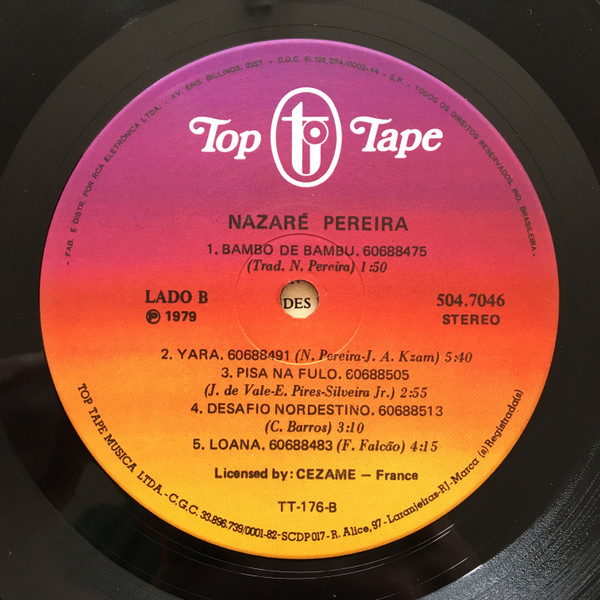 - FAB. E DISTR. POR RCA ELETRÔNICA LTDA. - AV. ENG. BILLINGS, 2227 - C.G.C. 61.126.074/0002-44 - S.P. - TODOS OS DIREITOS RESERVADOS. IND. BRASILEIRA -
Top Tape
NAZARÉ PEREIRA
1. BAMBO DE BAMBU. 60688475
(Trad. N. Pereira) 1:50
LADO B
DES
504.7046
℗ 1979
STEREO
2. YARA. 60688491 (N. Pereira-J. A. Kzam) 5:40
3. PISA NA FULO. 60688505
(J. de Vale-E. Pires-Silveira Jr.) 2:55
4. DESAFIO NORDESTINO. 60688513
(C. Barros) 3:10
5. LOANA. 60688483 (F. Falcão) 4:15
Licensed by: CEZAME - France
TT-176-B
TOP TAPE MUSICA LTDA.-C.G.C. 33.896.739/0001-82-SCDP 017-R. Alice, 97 - Laranjeiras-RJ-Marca (s) Registrada(s)